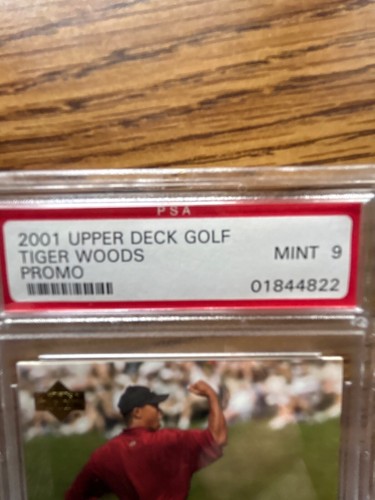 PSA
2001 UPPER DECK GOLF
TIGER WOODS MINT 9
PROMO
01844822